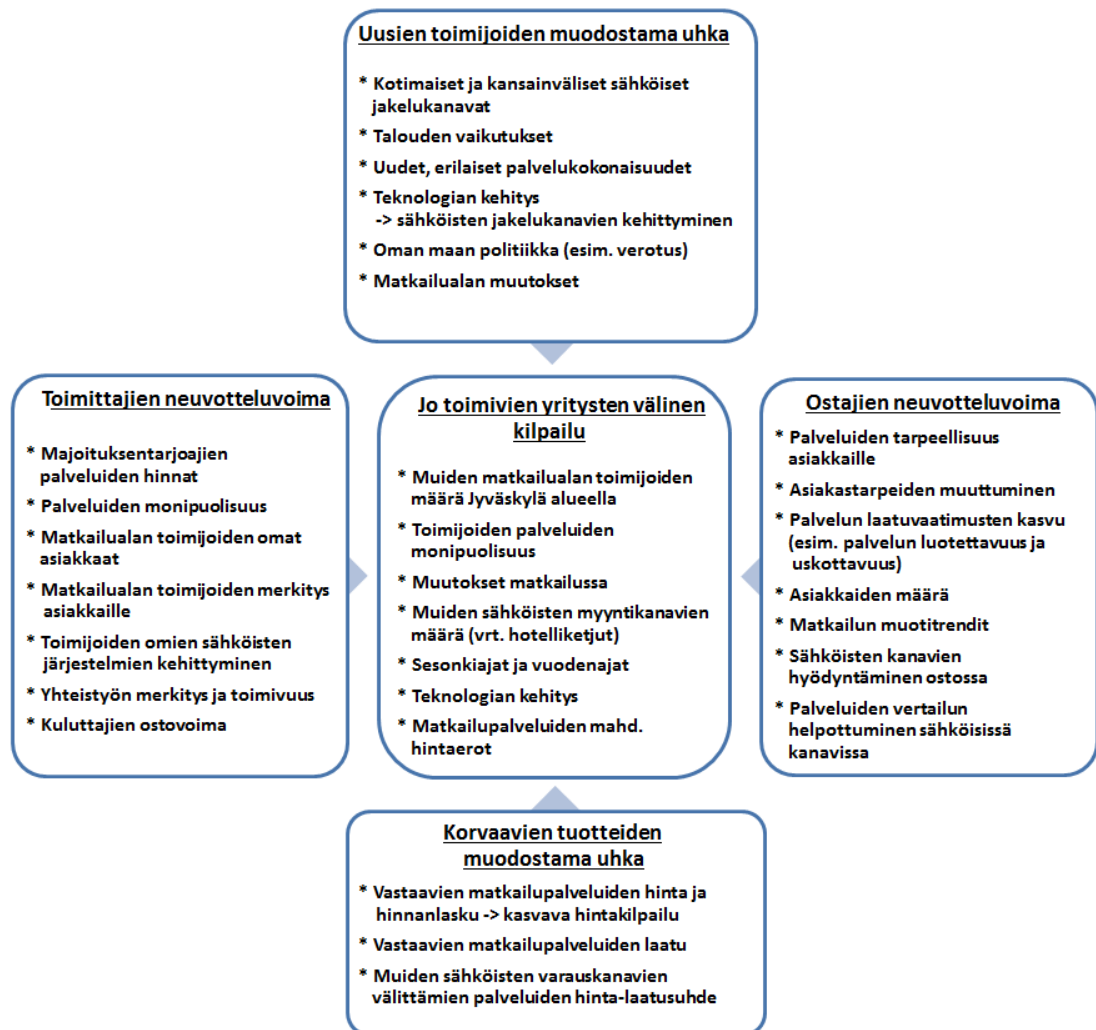 Uusien toimijoiden muodostama uhka
* Kotimaiset ja kansainväliset sähköiset
jakelukanavat
* Talouden vaikutukset
* Uudet, erilaiset palvelukokonaisuudet
* Teknologian kehitys
-> sähköisten jakelukanavien kehittyminen
* Oman maan politiikka (esim. verotus)
* Matkailualan muutokset
Toimittajien neuvotteluvoima
* Majoituksentarjoajien
palveluiden hinnat
* Palveluiden monipuolisuus
* Matkailualan toimijoiden omat
asiakkaat
* Matkailualan toimijoiden merkitys
asiakkaille
* Toimijoiden omien sähköisten
järjestelmien kehittyminen
* Yhteistyön merkitys ja toimivuus
* Kuluttajien ostovoima
Jo toimivien yritysten välinen
kilpailu
* Muiden matkailualan toimijoiden
määrä Jyväskylä alueella
* Toimijoiden palveluiden
monipuolisuus
* Muutokset matkailussa
* Muiden sähköisten myyntikanavien
määrä (vrt. hotelliketjut)
* Sesonkiajat ja vuodenajat
* Teknologian kehitys
* Matkailupalveluiden mahd.
hintaerot
Ostajien neuvotteluvoima
* Palveluiden tarpeellisuus
asiakkaille
* Asiakastarpeiden muuttuminen
* Palvelun laatuvaatimusten kasvu
(esim. palvelun luotettavuus ja
uskottavuus)
* Asiakkaiden määrä
* Matkailun muotitrendit
* Sähköisten kanavien
hyödyntäminen ostossa
* Palveluiden vertailun
helpottuminen sähköisissä
kanavissa
Korvaavien tuotteiden
muodostama uhka
* Vastaavien matkailupalveluiden hinta ja
hinnanlasku -> kasvava hintakilpailu
* Vastaavien matkailupalveluiden laatu
* Muiden sähköisten varauskanavien
välittämien palveluiden hinta-laatusuhde